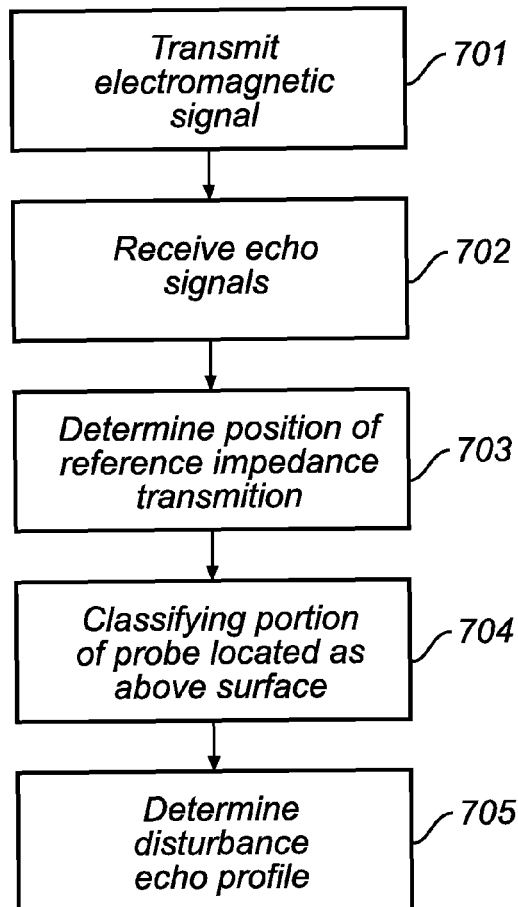 Transmit
electromagnetic
signal
701
Receive echo
signals
702
Determine position of
reference impedance
transmition
703
Classifying portion
of probe located as
above surface
704
Determine
disturbance
echo profile
705